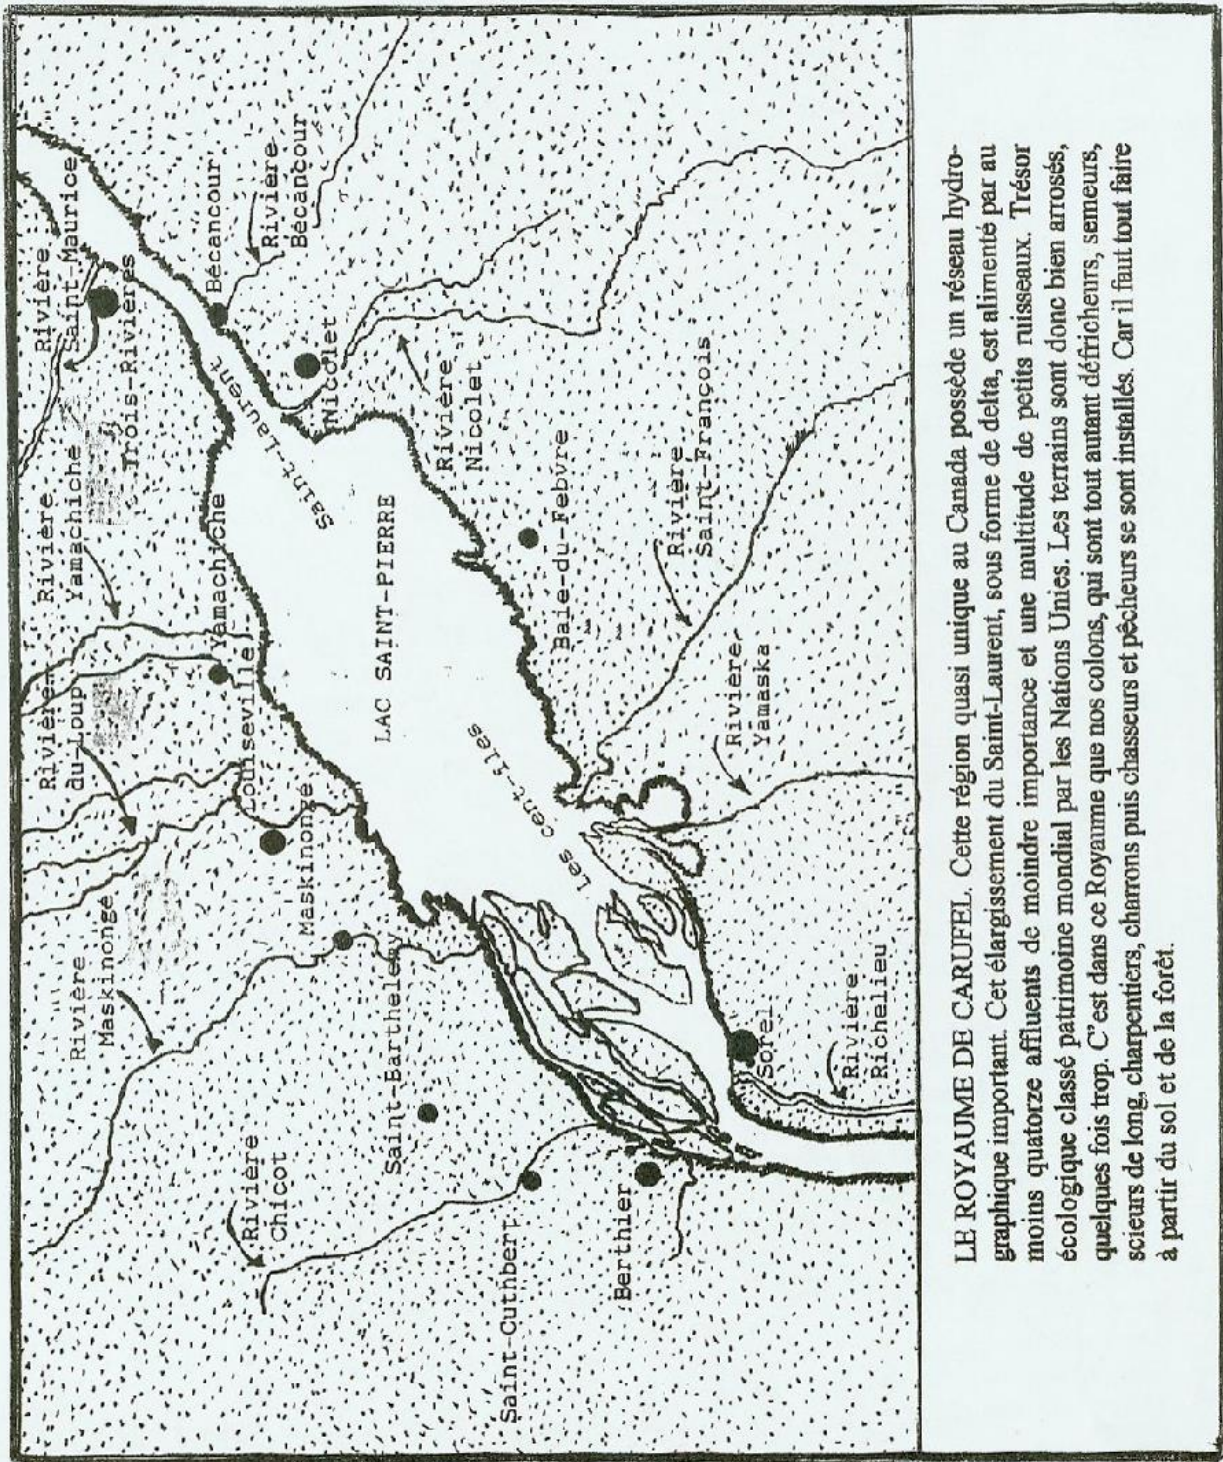 Rivière
Saint-Maurice
Trois-Rivières
Bécancour
Rivière
Bécancour
Rivière
Yamachiche
Yamachiche
Saint-Laurent
Nicolet
Rivière
Nicolet
Rivière
du Loup
Louiseville
LAC SAINT-PIERRE
Baie-du-Febvre
Rivière
Saint-François
Rivière
Maskinongé
Maskinongé
Les cent-îles
Rivière
Yamaska
Rivière
Chicot
Saint-Barthelemy
Saint-Cuthbert
Berthier
Sorel
Rivière
Richelieu
LE ROYAUME DE CARUFEL. Cette région quasi unique au Canada possède un réseau hydro-
graphique important. Cet élargissement du Saint-Laurent, sous forme de delta, est alimenté par au
moins quatorze affluents de moindre importance et une multitude de petits ruisseaux. Trésor
écologique classé patrimoine mondial par les Nations Unies. Les terrains sont donc bien arrosés,
quelques fois trop. C'est dans ce Royaume que nos colons, qui sont tout autant défricheurs, semeurs,
scieurs de long, charpentiers, charrons puis chasseurs et pêcheurs se sont installés. Car il faut tout faire
à partir du sol et de la forêt.